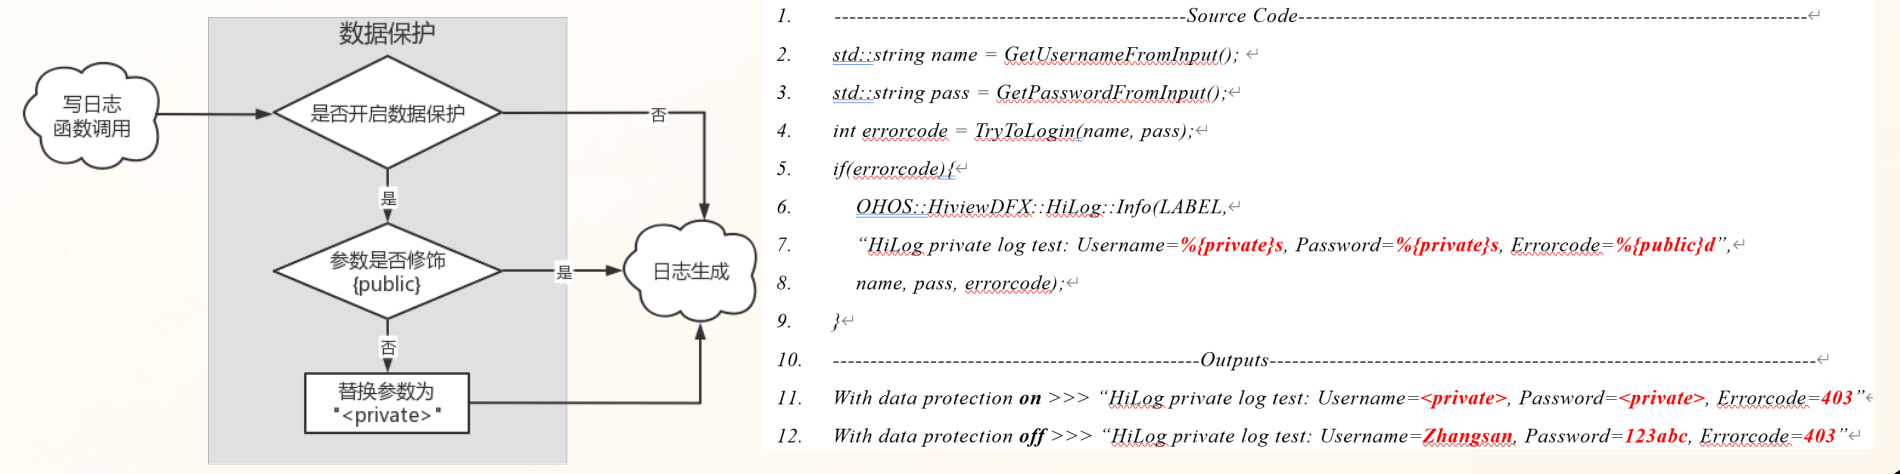 数据保护
写日志
函数调用
是否开启数据保护
否
是
参数是否修饰
{public}
是
日志生成
否
替换参数为
"<private>"
1. -----------------------------------------------Source Code--------------------------------------------------------------------↵
2. std::string name = GetUsernameFromInput(); ↵
3. std::string pass = GetPasswordFromInput();↵
4. int errorcode = TryToLogin(name, pass);↵
5. if(errorcode){↵
6. OHOS::HiviewDFX::HiLog::Info(LABEL,↵
7. “HiLog private log test: Username=%{private}s, Password=%{private}s, Errorcode=%{public}d”,↵
8. name, pass, errorcode);↵
9. }↵
10. -------------------------------------------------Outputs-------------------------------------------------------------------------↵
11. With data protection on >>> “HiLog private log test: Username=<private>, Password=<private>, Errorcode=403”↵
12. With data protection off >>> “HiLog private log test: Username=Zhangsan, Password=123abc, Errorcode=403”↵